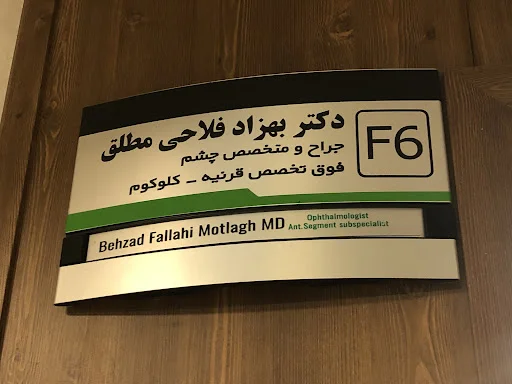 دکتر بهزاد فلاحی مطلق
جراح و متخصص چشم
فوق تخصص قرنیه – کلوکوم
F6
Behzad Fallahi Motlagh MD
Ophthalmologist
Ant.Segment subspecialist